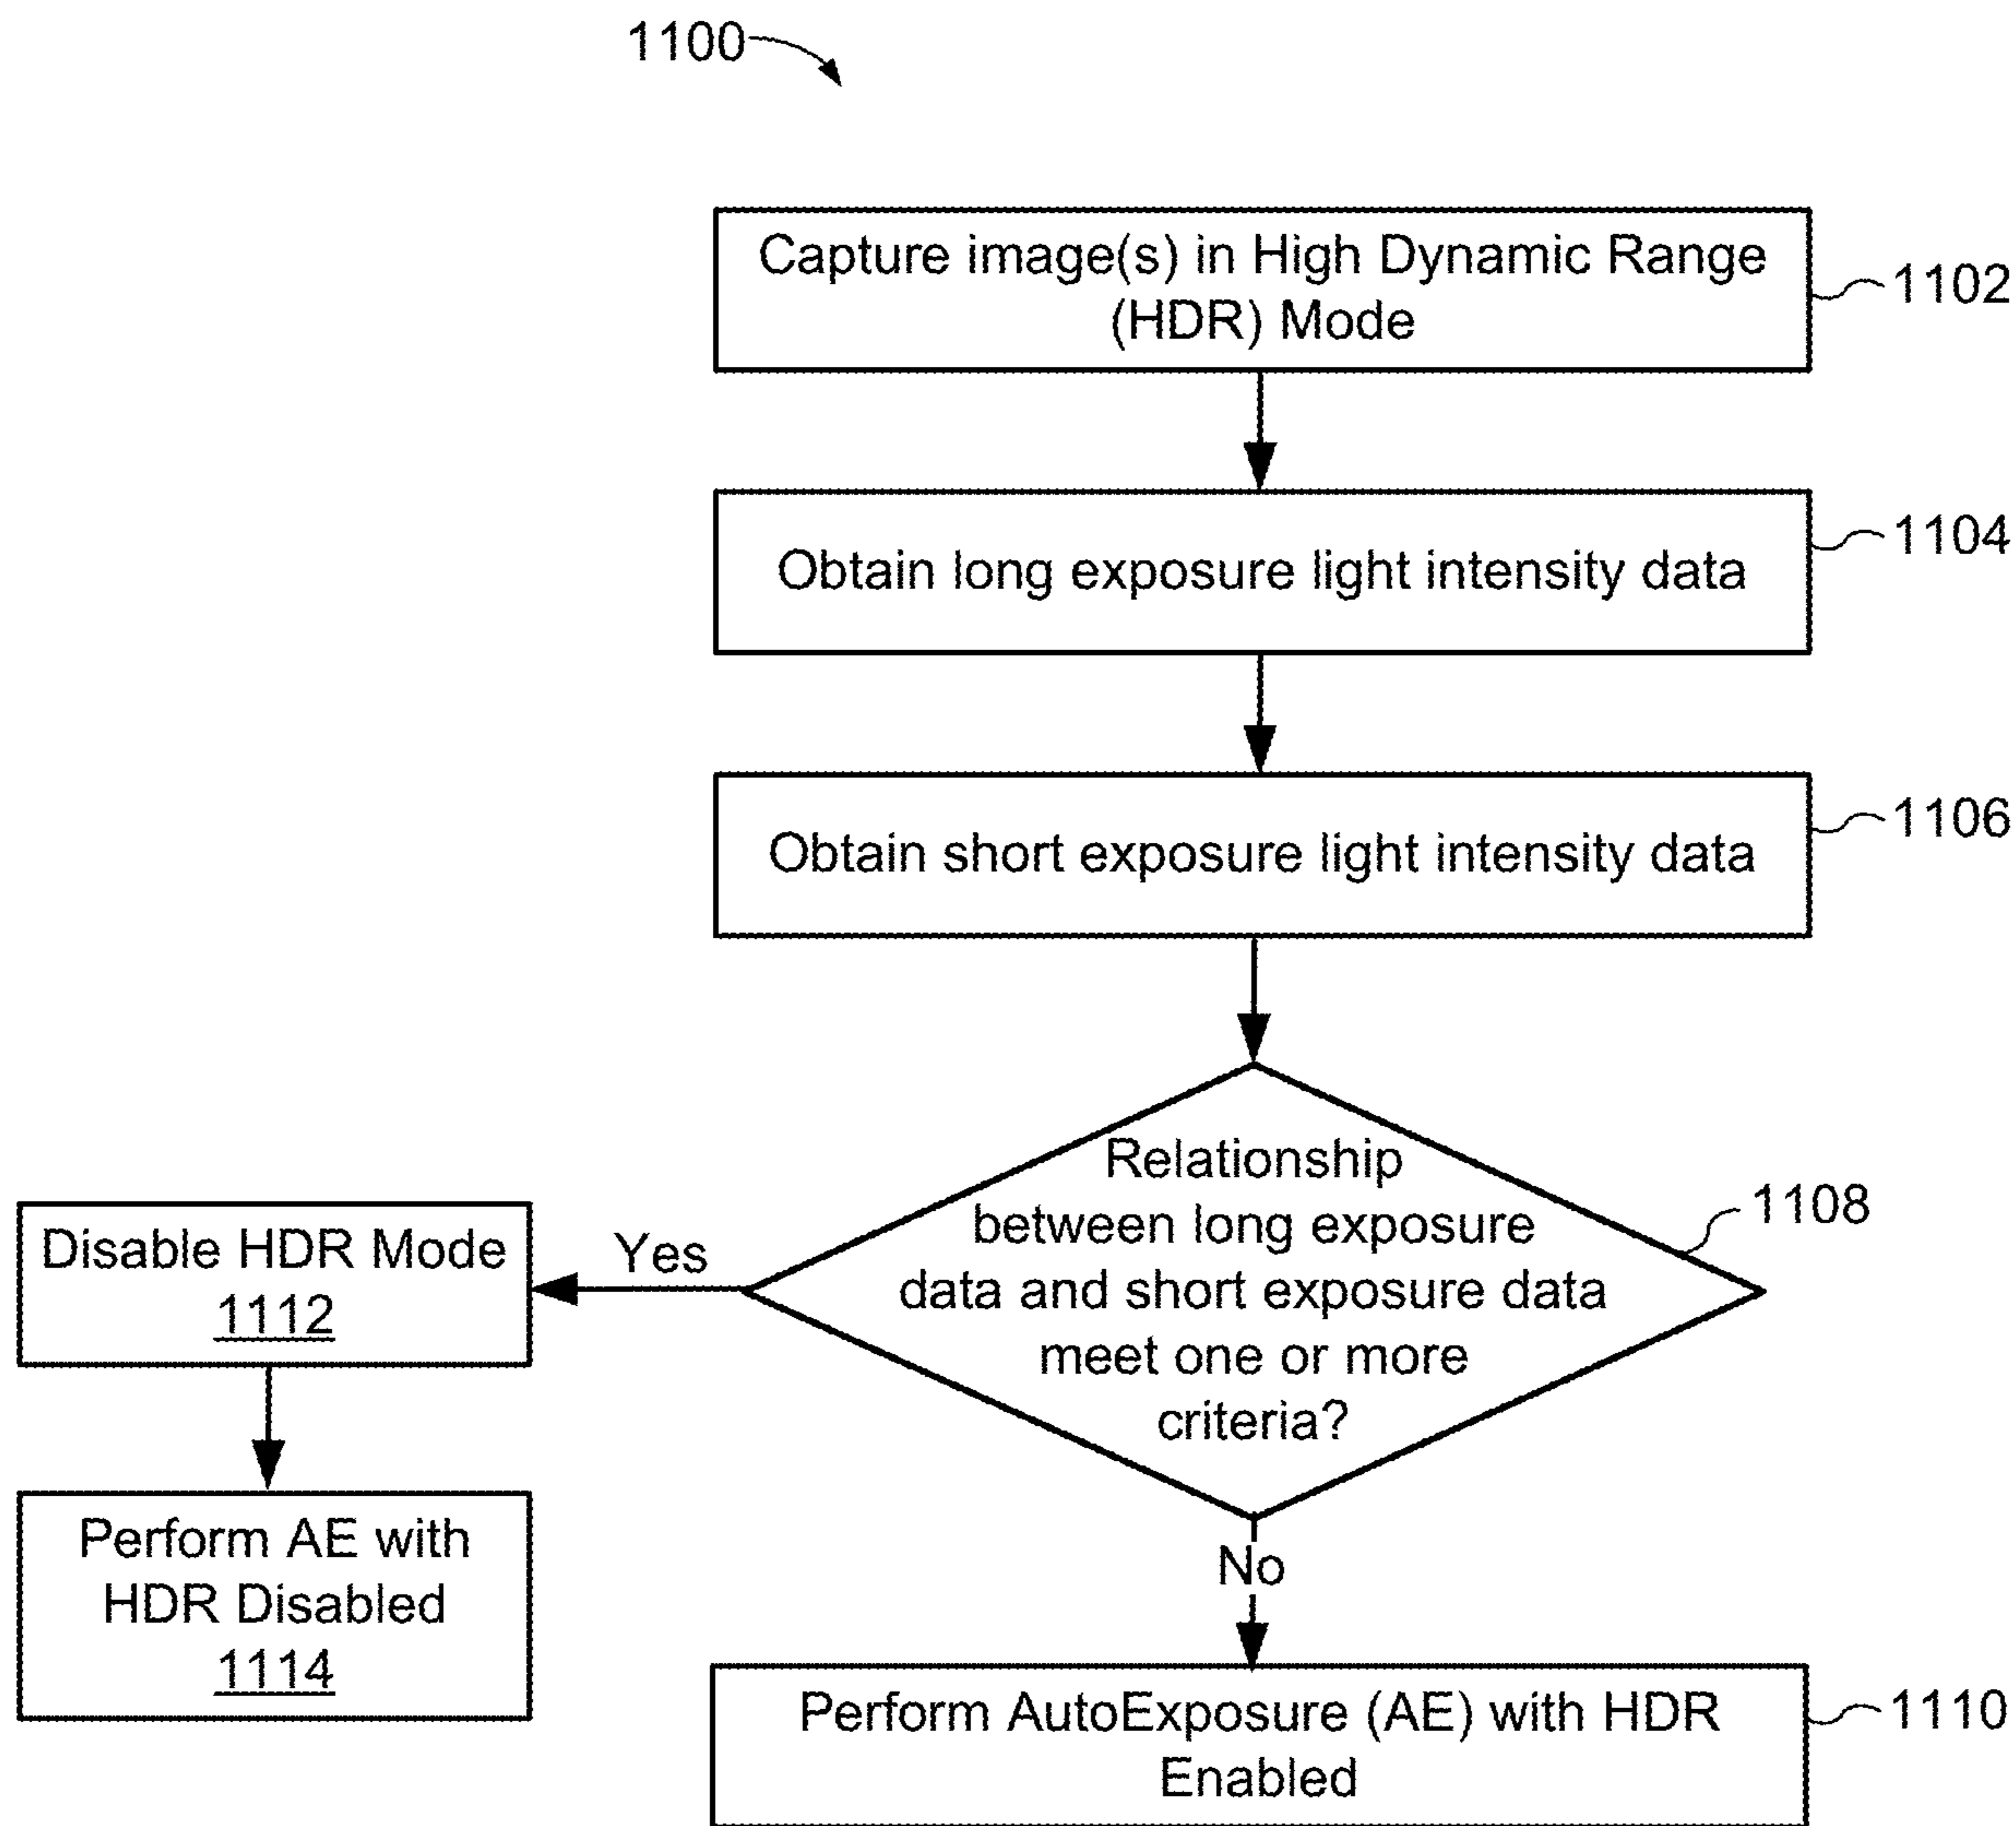 1100
Capture image(s) in High Dynamic Range
(HDR) Mode
1102
Obtain long exposure light intensity data
1104
Obtain short exposure light intensity data
1106
Relationship
between long exposure
data and short exposure data
meet one or more
criteria?
1108
Yes
Disable HDR Mode
1112
Perform AE with
HDR Disabled
1114
No
Perform AutoExposure (AE) with HDR
Enabled
1110